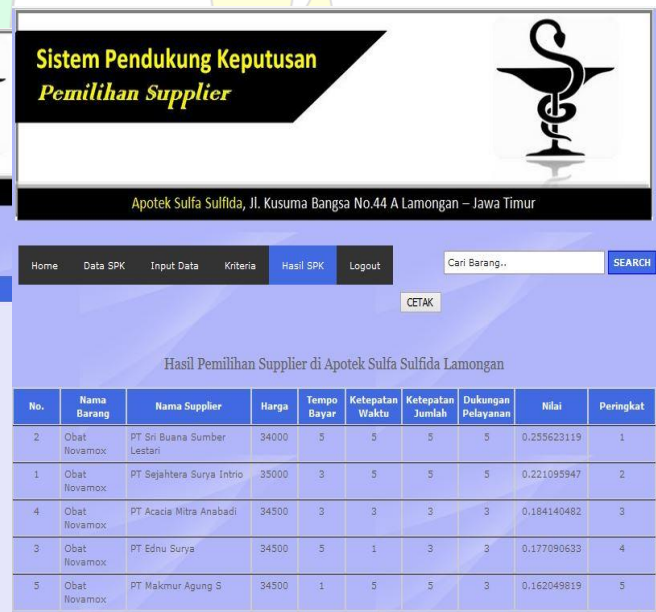 Sistem Pendukung Keputusan
Pemilihan Supplier
Apotek Sulfa Sulfida, Jl. Kusuma Bangsa No.44 A Lamongan – Jawa Timur
Home Data SPK Input Data Kriteria Hasil SPK Logout Cari Barang.. SEARCH
CETAK
Hasil Pemilihan Supplier di Apotek Sulfa Sulfida Lamongan
No. Nama Barang Nama Supplier Harga Tempo Bayar Ketepatan Waktu Ketepatan Jumlah Dukungan Pelayanan Nilai Peringkat
2 Obat Novamox PT Sri Buana Sumber Lestari 34000 5 5 5 5 0.255623119 1
1 Obat Novamox PT Sejahtera Surya Intrio 35000 3 5 5 5 0.221095947 2
4 Obat Novamox PT Acacia Mitra Anabadi 34500 3 3 3 3 0.184140482 3
3 Obat Novamox PT Ednu Surya 34500 5 1 3 3 0.177090633 4
5 Obat Novamox PT Makmur Agung S 34500 1 5 5 3 0.162049819 5